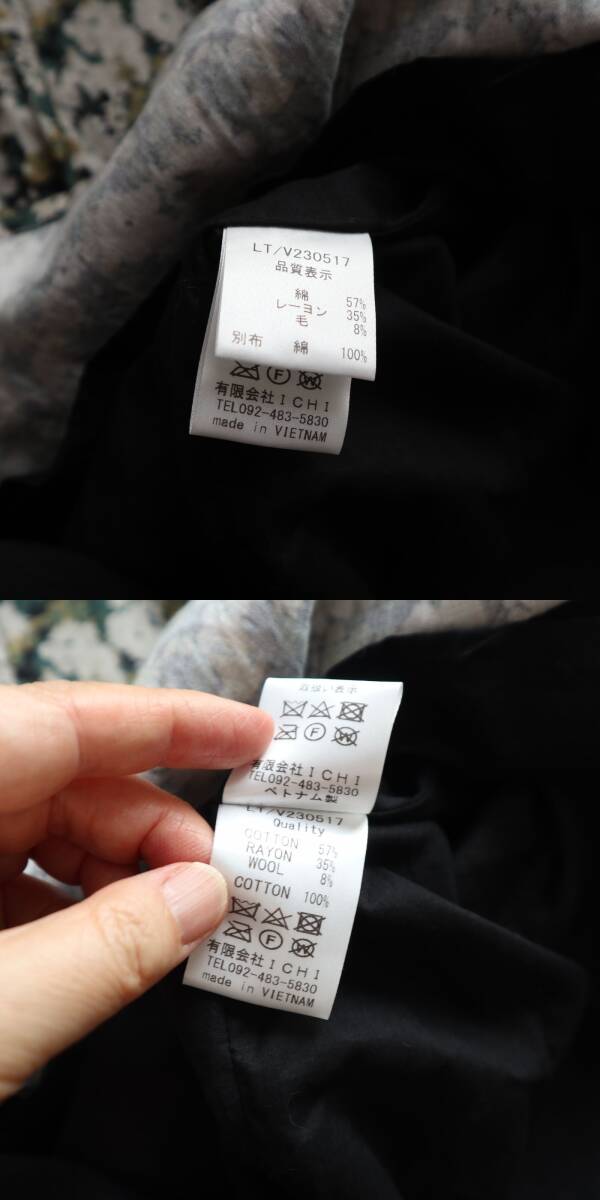 LT/V230517
品質表示
綿 57%
レーヨン 35%
毛 8%
別布 綿 100%
F W
有限会社ICHI
TEL092-483-5830
made in VIETNAM
取扱い表示
F W
有限会社ICHI
TEL092-483-5830
ベトナム製
LT/V230517
Quality
COTTON 57%
RAYON 35%
WOOL 8%
COTTON 100%
F W
有限会社ICHI
TEL092-483-5830
made in VIETNAM